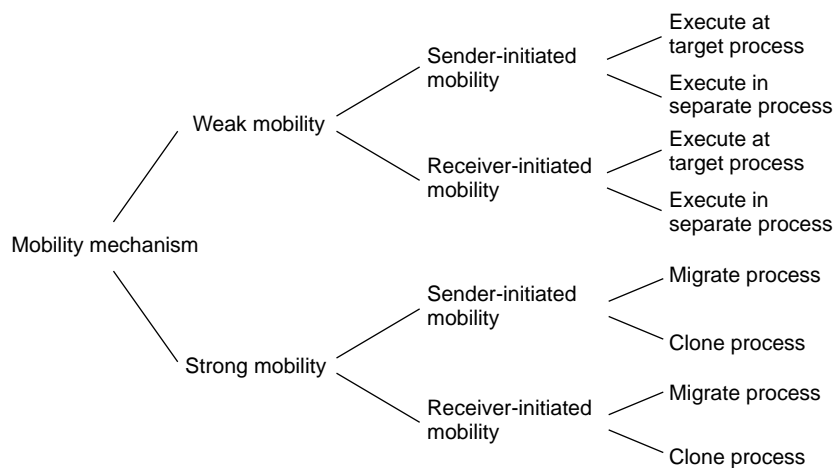 Execute at
target process
Sender-initiated
mobility
Execute in
separate process
Weak mobility
Execute at
target process
Receiver-initiated
mobility
Execute in
separate process
Mobility mechanism
Migrate process
Sender-initiated
mobility
Clone process
Strong mobility
Migrate process
Receiver-initiated
mobility
Clone process